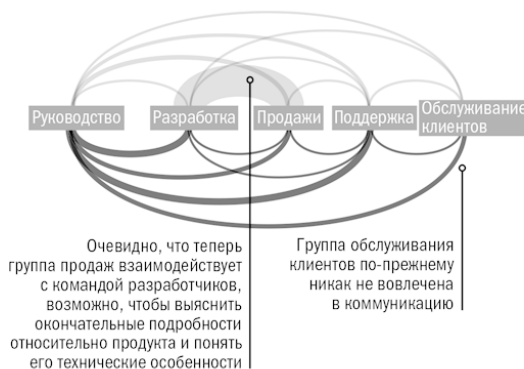 Руководство
Разработка
Продажи
Поддержка
Обслуживание
клиентов
Очевидно, что теперь
группа продаж взаимодействует
с командой разработчиков,
возможно, чтобы выяснить
окончательные подробности
относительно продукта и понять
его технические особенности
Группа обслуживания
клиентов по-прежнему
никак не вовлечена
в коммуникацию